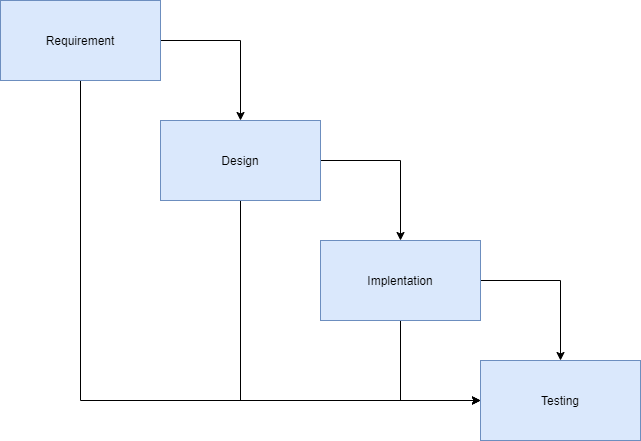 Requirement
Design
Implentation
Testing